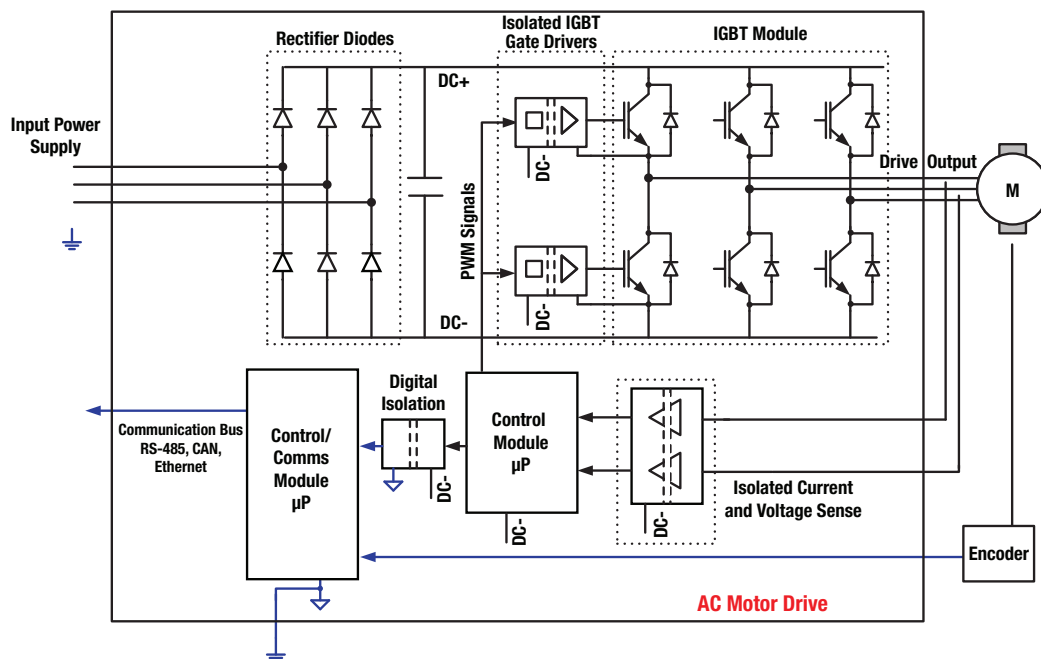 Isolated IGBT
Gate Drivers
Rectifier Diodes
IGBT Module
DC+
Input Power
Supply
DC-
Drive Output
M
PWM Signals
DC-
DC-
Digital
Isolation
Control/
Comms
Module
µP
Control
Module
µP
Communication Bus
RS-485, CAN,
Ethernet
DC-
DC-
DC-
Isolated Current
and Voltage Sense
Encoder
AC Motor Drive